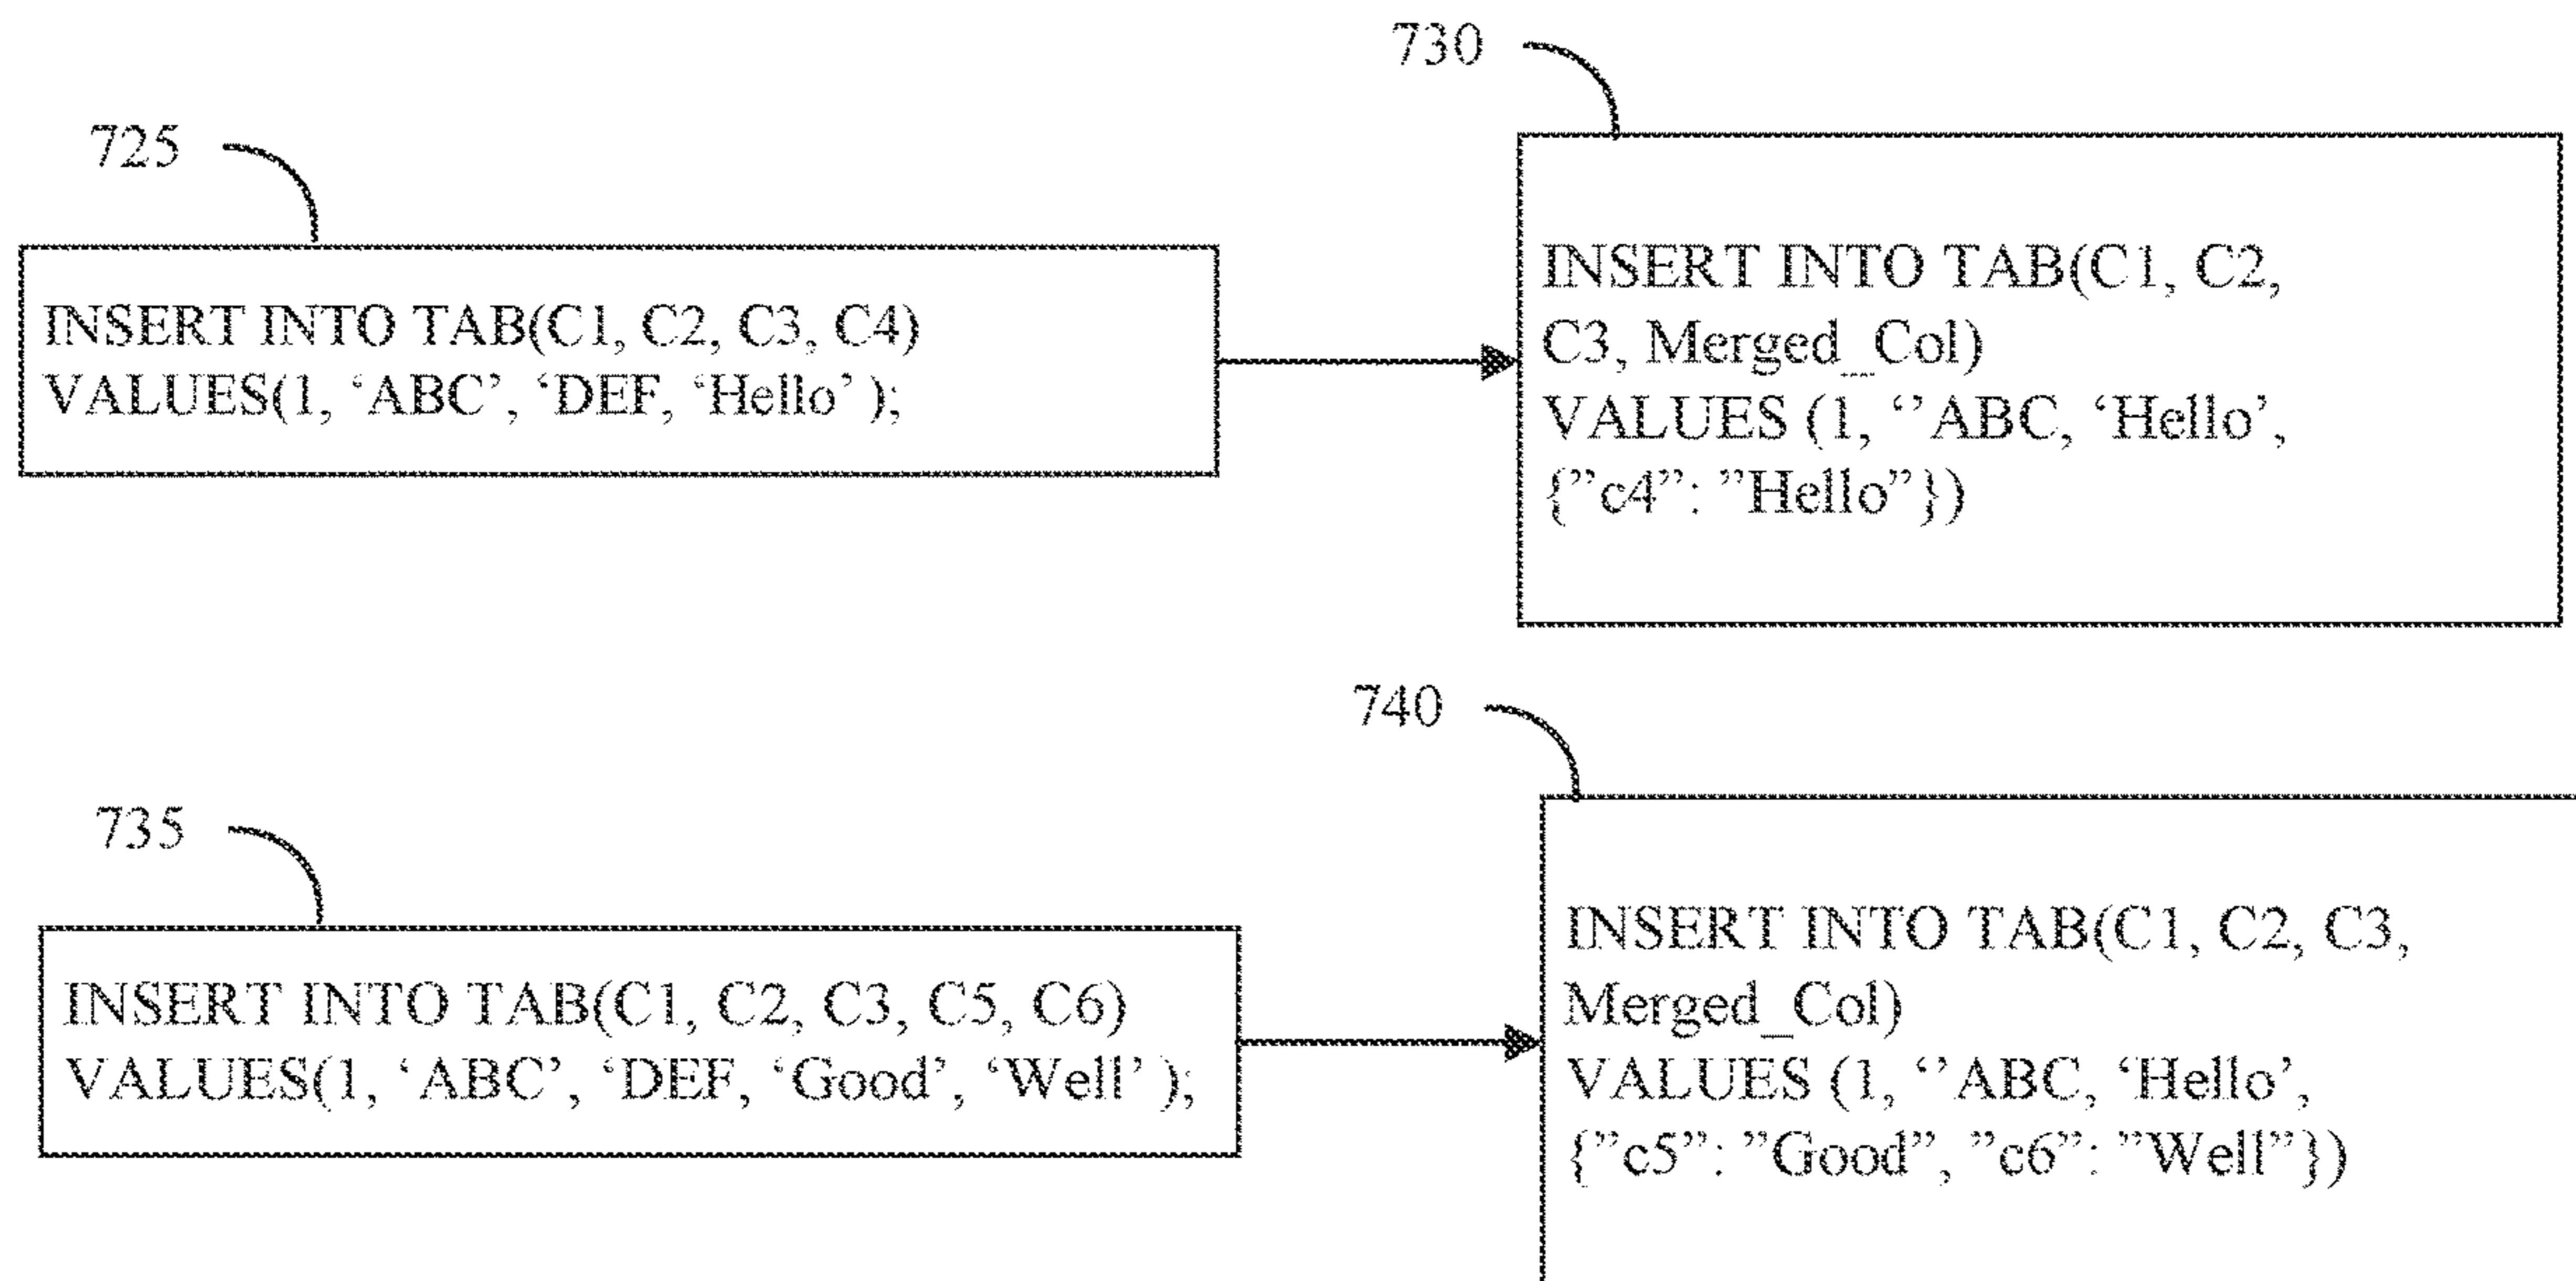 730
725
INSERT INTO TAB(C1, C2,
C3, Merged_Col)
VALUES (1, ‘’ABC, ‘Hello’,
{”c4”: ”Hello”})
INSERT INTO TAB(C1, C2, C3, C4)
VALUES(1, ‘ABC’, ‘DEF, ‘Hello’ );
740
735
INSERT INTO TAB(C1, C2, C3,
Merged_Col)
VALUES (1, ‘’ABC, ‘Hello’,
{”c5”: ”Good”, ”c6”: ”Well”})
INSERT INTO TAB(C1, C2, C3, C5, C6)
VALUES(1, ‘ABC’, ‘DEF, ‘Good’, ‘Well’ );